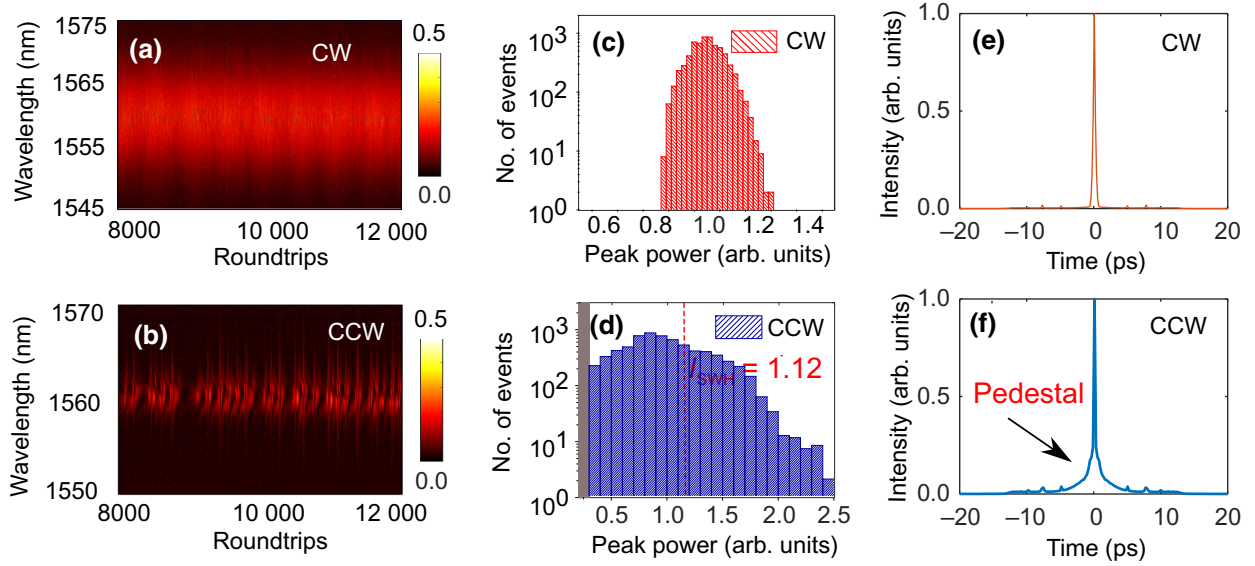 (a)
CW
Wavelength (nm)
1575
1565
1555
1545
8000
10 000
12 000
Roundtrips
0.5
0.0
(c)
CW
No. of events
10³
10²
10¹
10⁰
0.6
0.8
1.0
1.2
1.4
Peak power (arb. units)
(e)
CW
Intensity (arb. units)
1.0
0.5
0.0
−20
−10
0
10
20
Time (ps)
(b)
CCW
Wavelength (nm)
1570
1560
1550
8000
10 000
12 000
Roundtrips
0.5
0.0
(d)
CCW
I_SWH = 1.12
No. of events
10³
10²
10¹
10⁰
0.5
1.0
1.5
2.0
2.5
Peak power (arb. units)
(f)
CCW
Pedestal
Intensity (arb. units)
1.0
0.5
0.0
−20
−10
0
10
20
Time (ps)